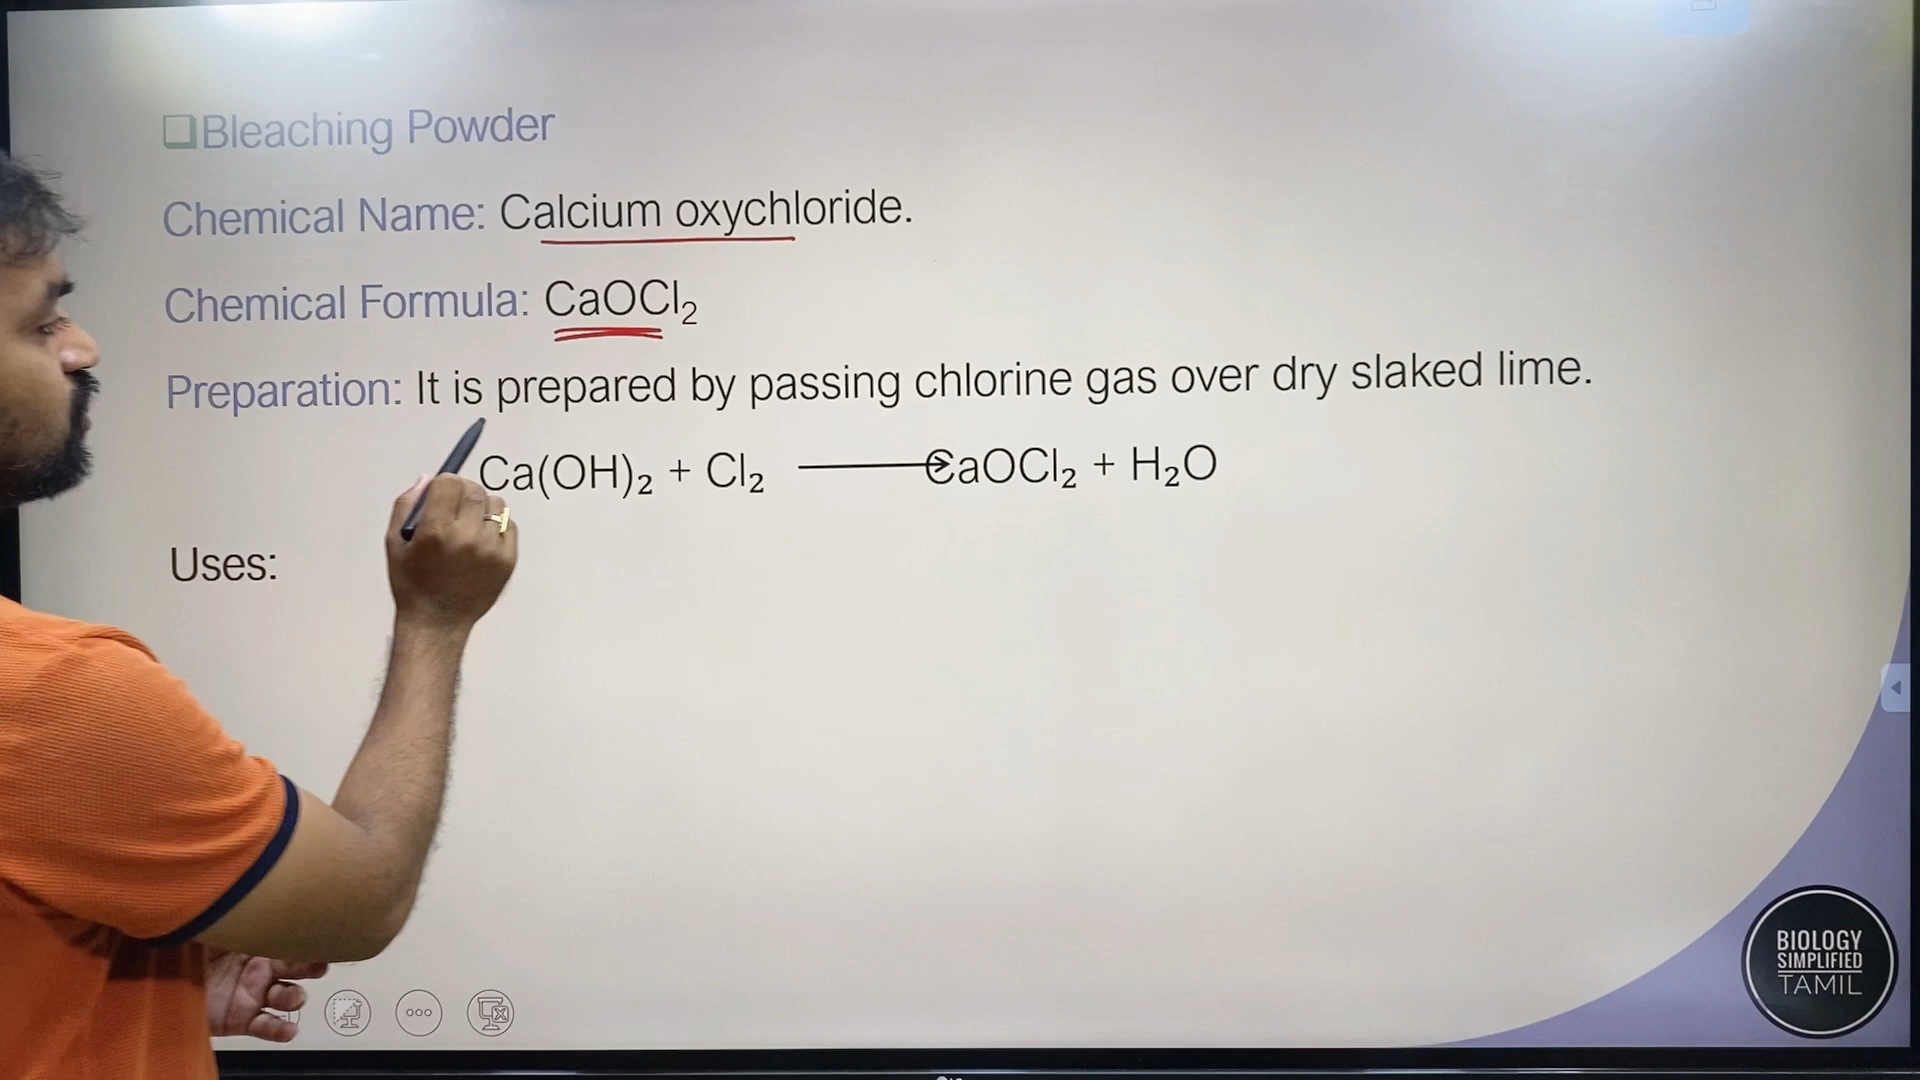 ❑Bleaching Powder
Chemical Name: Calcium oxychloride.
Chemical Formula: CaOCl₂
Preparation: It is prepared by passing chlorine gas over dry slaked lime.
Ca(OH)₂ + Cl₂ → CaOCl₂ + H₂O
Uses:
BIOLOGY
SIMPLIFIED
TAMIL